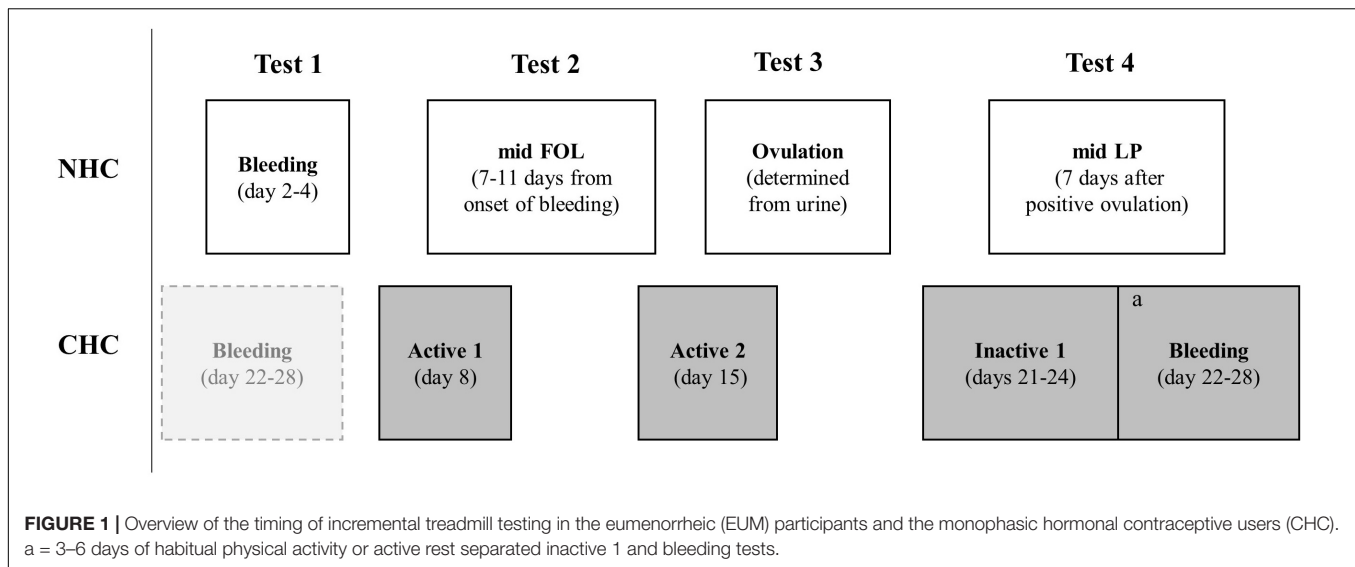 Test 1 Test 2 Test 3 Test 4
NHC
Bleeding
(day 2-4)
mid FOL
(7-11 days from
onset of bleeding)
Ovulation
(determined
from urine)
mid LP
(7 days after
positive ovulation)
CHC
Bleeding
(day 22-28)
Active 1
(day 8)
Active 2
(day 15)
Inactive 1
(days 21-24)
a
Bleeding
(day 22-28)
FIGURE 1 | Overview of the timing of incremental treadmill testing in the eumenorrheic (EUM) participants and the monophasic hormonal contraceptive users (CHC).
a = 3–6 days of habitual physical activity or active rest separated inactive 1 and bleeding tests.